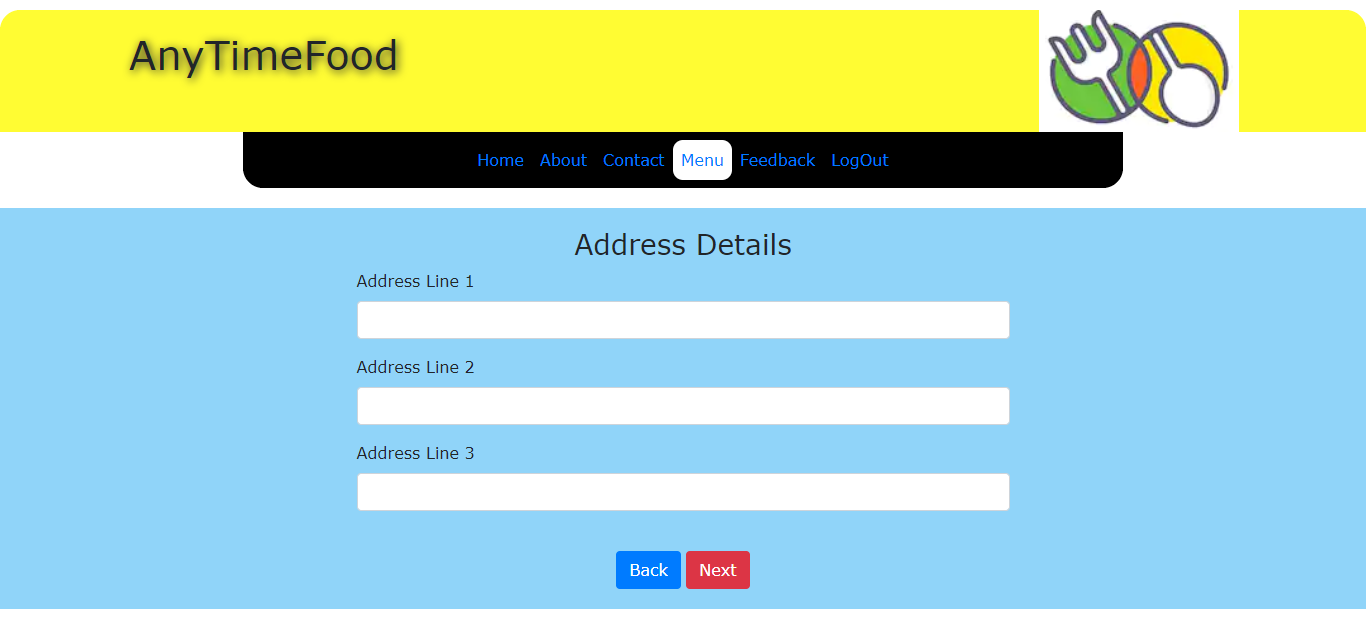 AnyTimeFood
Home About Contact Menu Feedback LogOut
Address Details
Address Line 1
Address Line 2
Address Line 3
Back Next